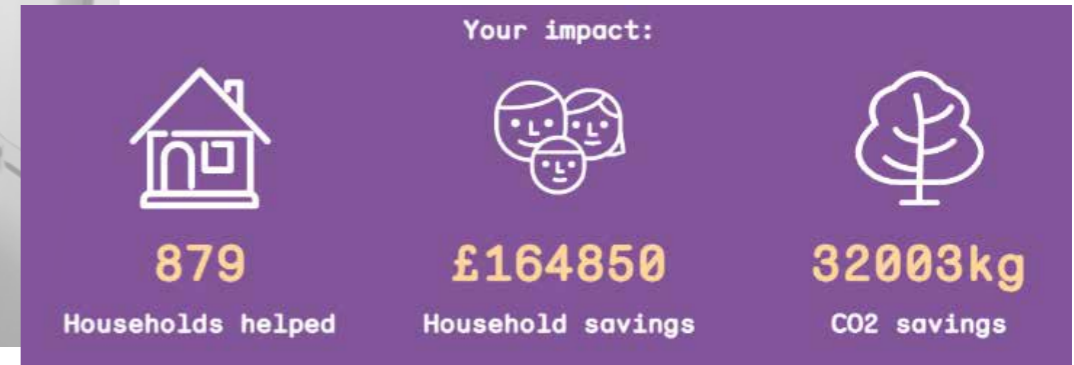 Your impact:
879
£164850
32003kg
Households helped
Household savings
CO2 savings